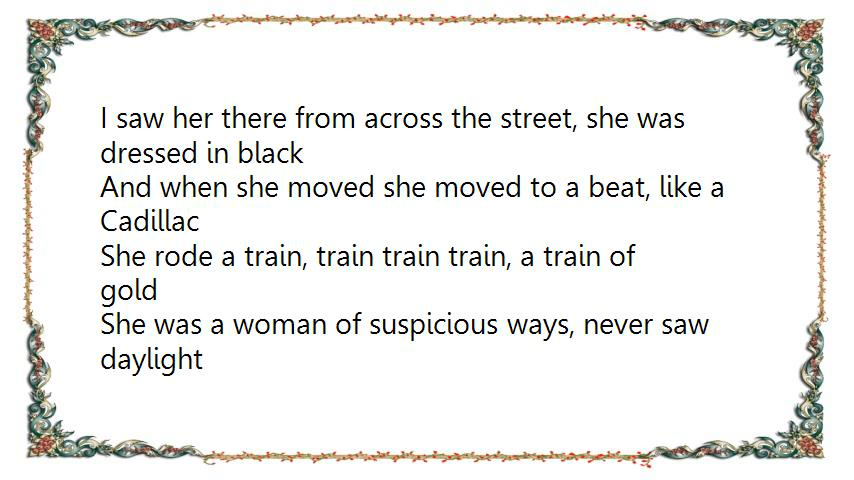 I saw her there from across the street, she was
dressed in black
And when she moved she moved to a beat, like a
Cadillac
She rode a train, train train train, a train of
gold
She was a woman of suspicious ways, never saw
daylight